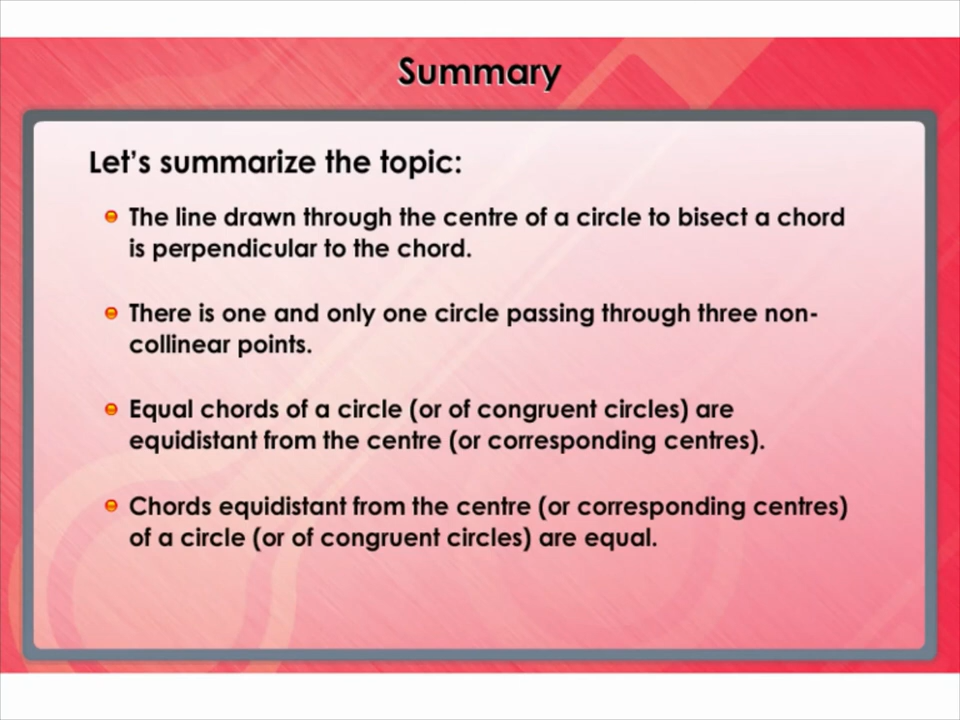 Summary
Let's summarize the topic:
The line drawn through the centre of a circle to bisect a chord
is perpendicular to the chord.
There is one and only one circle passing through three non-
collinear points.
Equal chords of a circle (or of congruent circles) are
equidistant from the centre (or corresponding centres).
Chords equidistant from the centre (or corresponding centres)
of a circle (or of congruent circles) are equal.